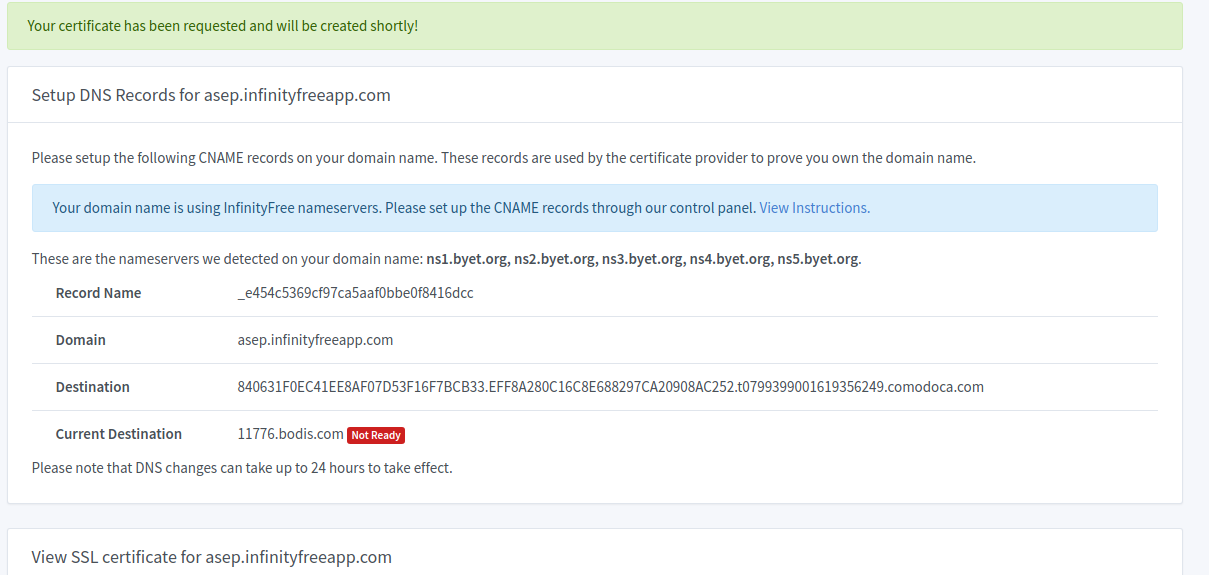 Your certificate has been requested and will be created shortly!
Setup DNS Records for asep.infinityfreeapp.com
Please setup the following CNAME records on your domain name. These records are used by the certificate provider to prove you own the domain name.
Your domain name is using InfinityFree nameservers. Please set up the CNAME records through our control panel. View Instructions.
These are the nameservers we detected on your domain name: ns1.byet.org, ns2.byet.org, ns3.byet.org, ns4.byet.org, ns5.byet.org.
Record Name _e454c5369cf97ca5aaf0bbe0f8416dcc
Domain asep.infinityfreeapp.com
Destination 840631F0EC41EE8AF07D53F16F7BCB33.EFF8A280C16C8E688297CA20908AC252.t0799399001619356249.comodoca.com
Current Destination 11776.bodis.com Not Ready
Please note that DNS changes can take up to 24 hours to take effect.
View SSL certificate for asep.infinityfreeapp.com